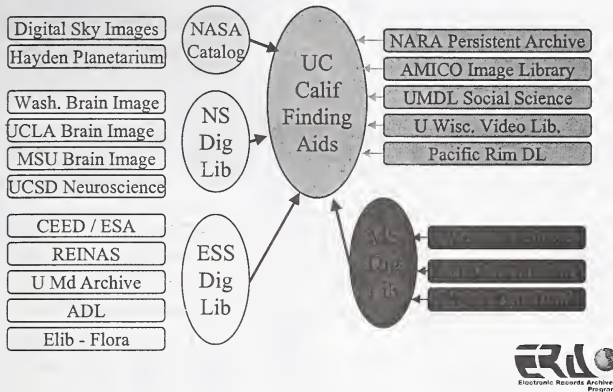 Digital Sky Images
Hayden Planetarium
NASA
Catalog
Wash. Brain Image
UCLA Brain Image
MSU Brain Image
UCSD Neuroscience
NS
Dig
Lib
CEED / ESA
REINAS
U Md Archive
ADL
Elib - Flora
ESS
Dig
Lib
UC
Calif
Finding
Aids
NARA Persistent Archive
AMICO Image Library
UMDL Social Science
U Wisc. Video Lib.
Pacific Rim DL
Dig
Lib
Electronic Records Archives
Program